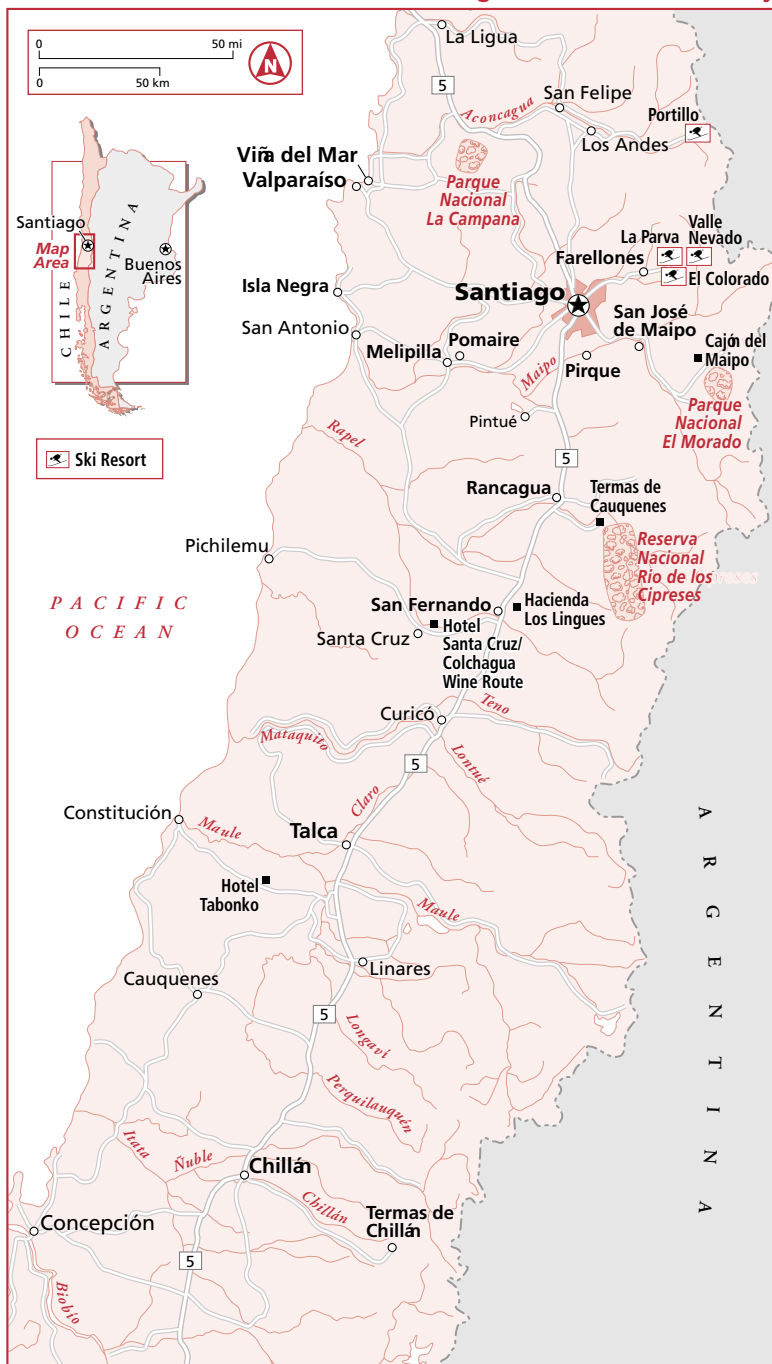 0 50 mi
0 50 km
N
La Ligua
5
Aconcagua
San Felipe
Portillo
Los Andes
Viña del Mar
Valparaíso
Parque
Nacional
La Campana
Santiago
Map
Area
CHILE
ARGENTINA
Buenos
Aires
La Parva
Valle
Nevado
Farellones
El Colorado
Isla Negra
Santiago
San Antonio
San José
de Maipo
Melipilla
Pomaire
Maipo
Pirque
Cajón del
Maipo
Parque
Nacional
El Morado
Pintué
Rapel
Ski Resort
5
Rancagua
Termas de
Cauquenes
Reserva
Nacional
Rio de los
Cipreses
Pichilemu
PACIFIC
OCEAN
San Fernando
Hacienda
Los Lingues
Santa Cruz
Hotel
Santa Cruz/
Colchagua
Wine Route
Teno
Curicó
Mataquito
Lontué
5
Claro
Constitución
Maule
Talca
ARGENTINA
Hotel
Tabonko
Maule
Linares
Cauquenes
5
Longaví
Perquilauquén
Itata
Ñuble
Chillán
Chillán
Termas de
Chillán
Concepción
5
Biobío